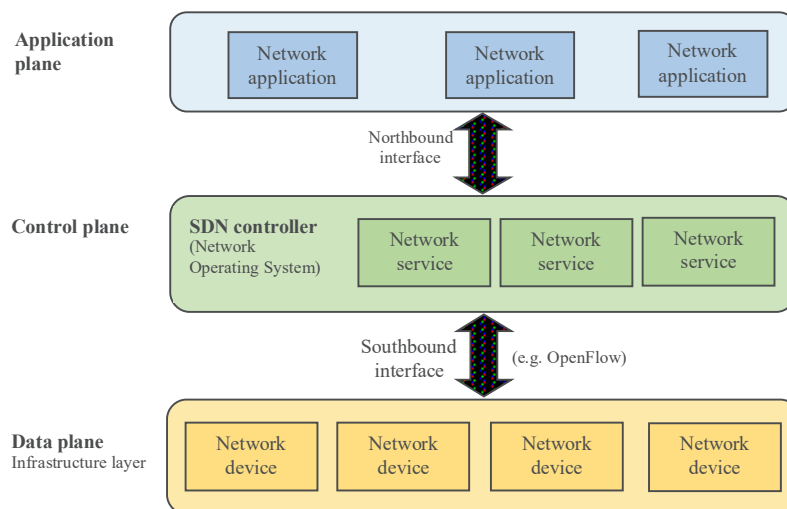 Application
plane
Network
application
Network
application
Network
application
Northbound
interface
Control plane
SDN controller
(Network
Operating System)
Network
service
Network
service
Network
service
Southbound
interface
(e.g. OpenFlow)
Data plane
Infrastructure layer
Network
device
Network
device
Network
device
Network
device